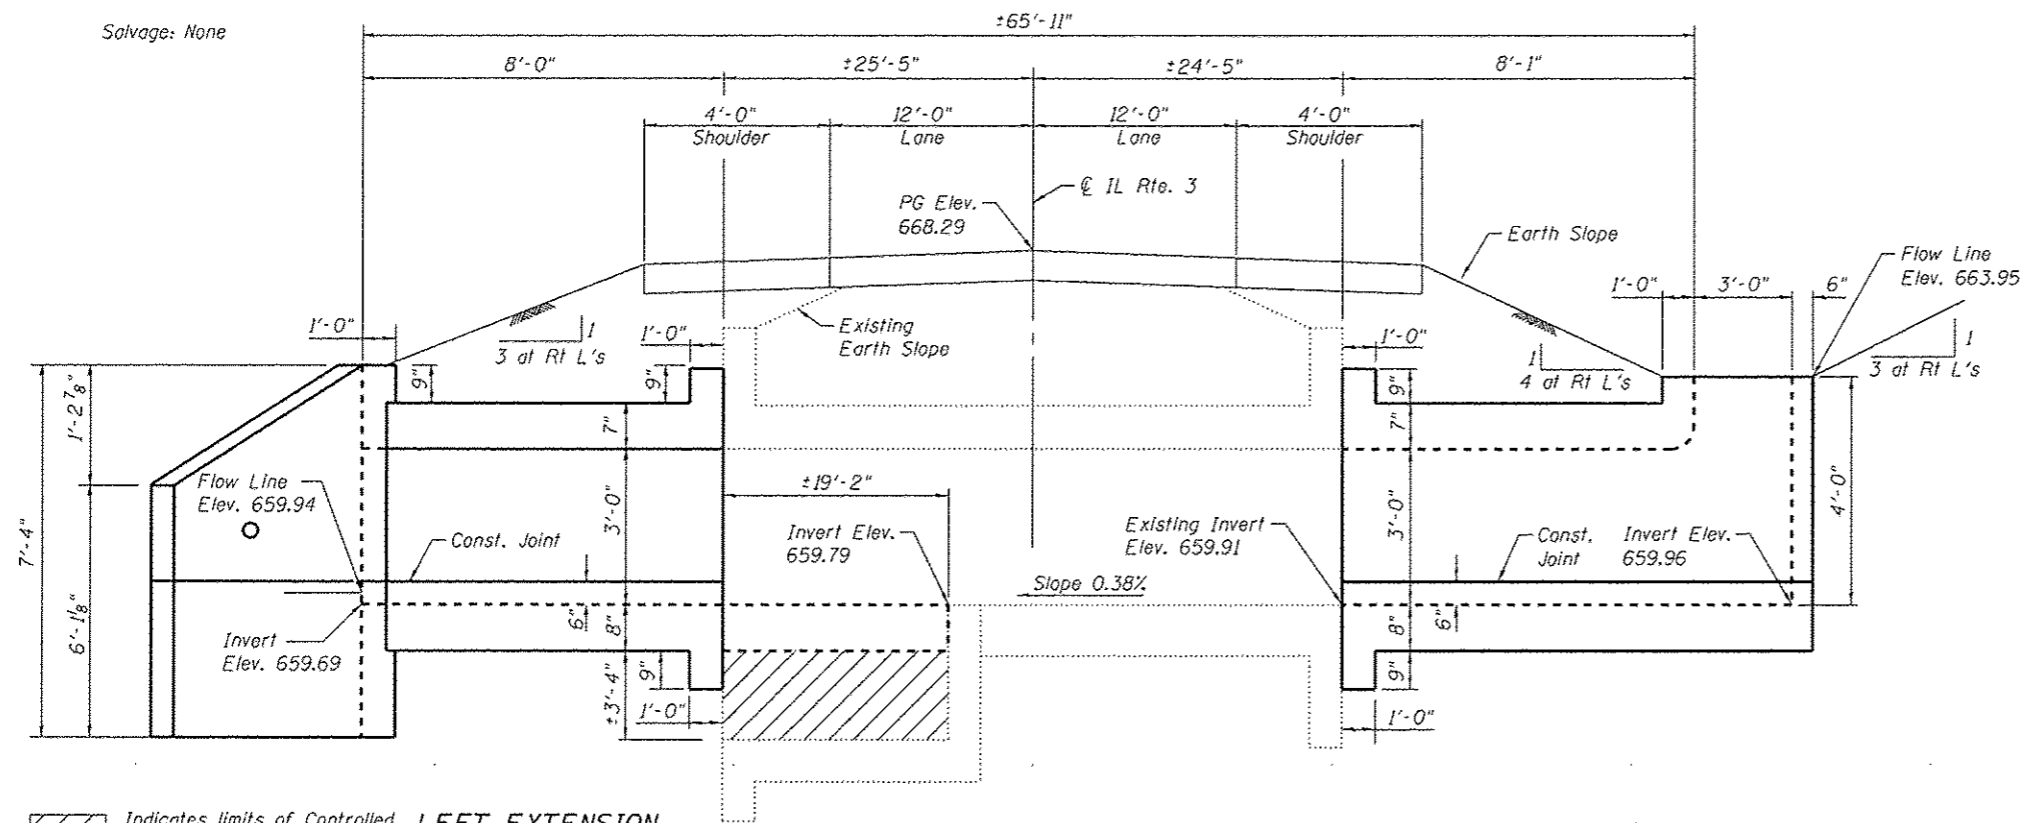 Salvage: None
±65'-11"
8'-0"
±25'-5"
±24'-5"
8'-1"
4'-0"
Shoulder
12'-0"
Lane
12'-0"
Lane
4'-0"
Shoulder
℄ IL Rte. 3
PG Elev.
668.29
Earth Slope
Flow Line
Elev. 663.95
1'-0"
3'-0"
6"
1'-0"
1
3 at Rt L's
1'-0"
Existing
Earth Slope
1'-0"
1
4 at Rt L's
1
3 at Rt L's
9"
9"
9"
1'-2 7/8"
7"
7"
Flow Line
Elev. 659.94
±19'-2"
3'-0"
3'-0"
4'-0"
7'-4"
Const. Joint
Invert Elev.
659.79
Existing Invert
Elev. 659.91
Const.
Joint
Invert Elev.
659.96
Slope 0.38%
6'-1 1/8"
Invert
Elev. 659.69
6"
8"
8"
6"
9"
9"
±3'-4"
1'-0"
1'-0"
Indicates limits of Controlled
LEFT EXTENSION